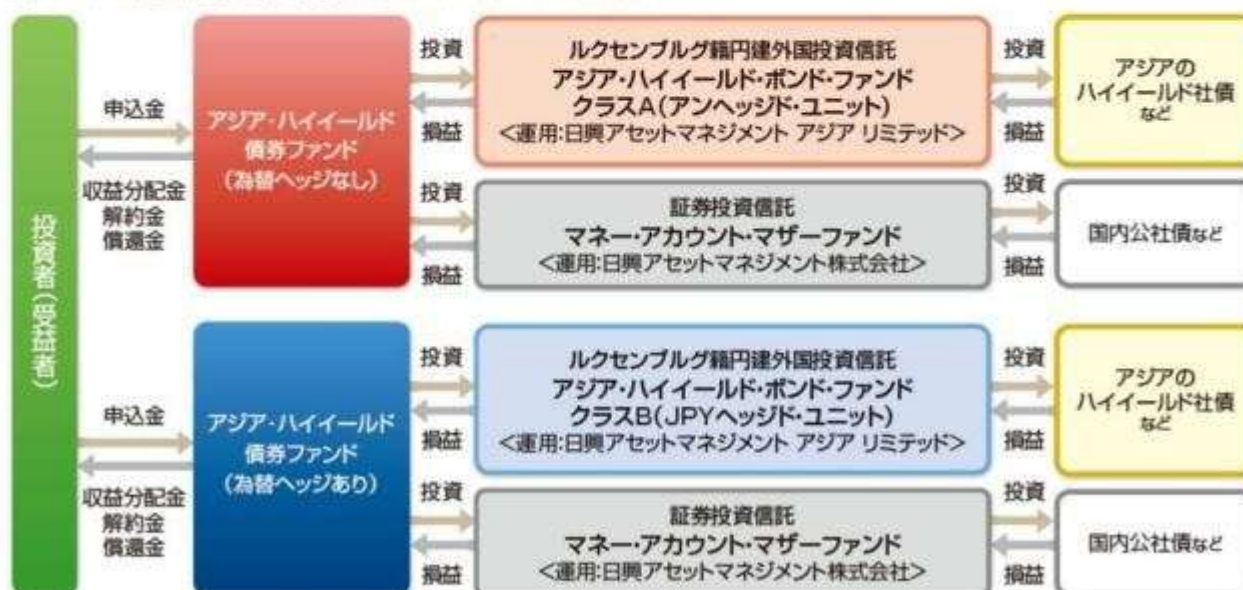 投資者(受益者)
申込金
収益分配金
解約金
償還金
アジア・ハイイールド
債券ファンド
(為替ヘッジなし)
投資
損益
ルクセンブルグ籍円建外国投資信託
アジア・ハイイールド・ボンド・ファンド
クラスA(アンヘッジド・ユニット)
<運用:日興アセットマネジメント アジア リミテッド>
投資
損益
アジアの
ハイイールド社債
など
投資
損益
証券投資信託
マネー・アカウント・マザーファンド
<運用:日興アセットマネジメント株式会社>
投資
損益
国内公社債など
申込金
収益分配金
解約金
償還金
アジア・ハイイールド
債券ファンド
(為替ヘッジあり)
投資
損益
ルクセンブルグ籍円建外国投資信託
アジア・ハイイールド・ボンド・ファンド
クラスB(JPYヘッジド・ユニット)
<運用:日興アセットマネジメント アジア リミテッド>
投資
損益
アジアの
ハイイールド社債
など
投資
損益
証券投資信託
マネー・アカウント・マザーファンド
<運用:日興アセットマネジメント株式会社>
投資
損益
国内公社債など